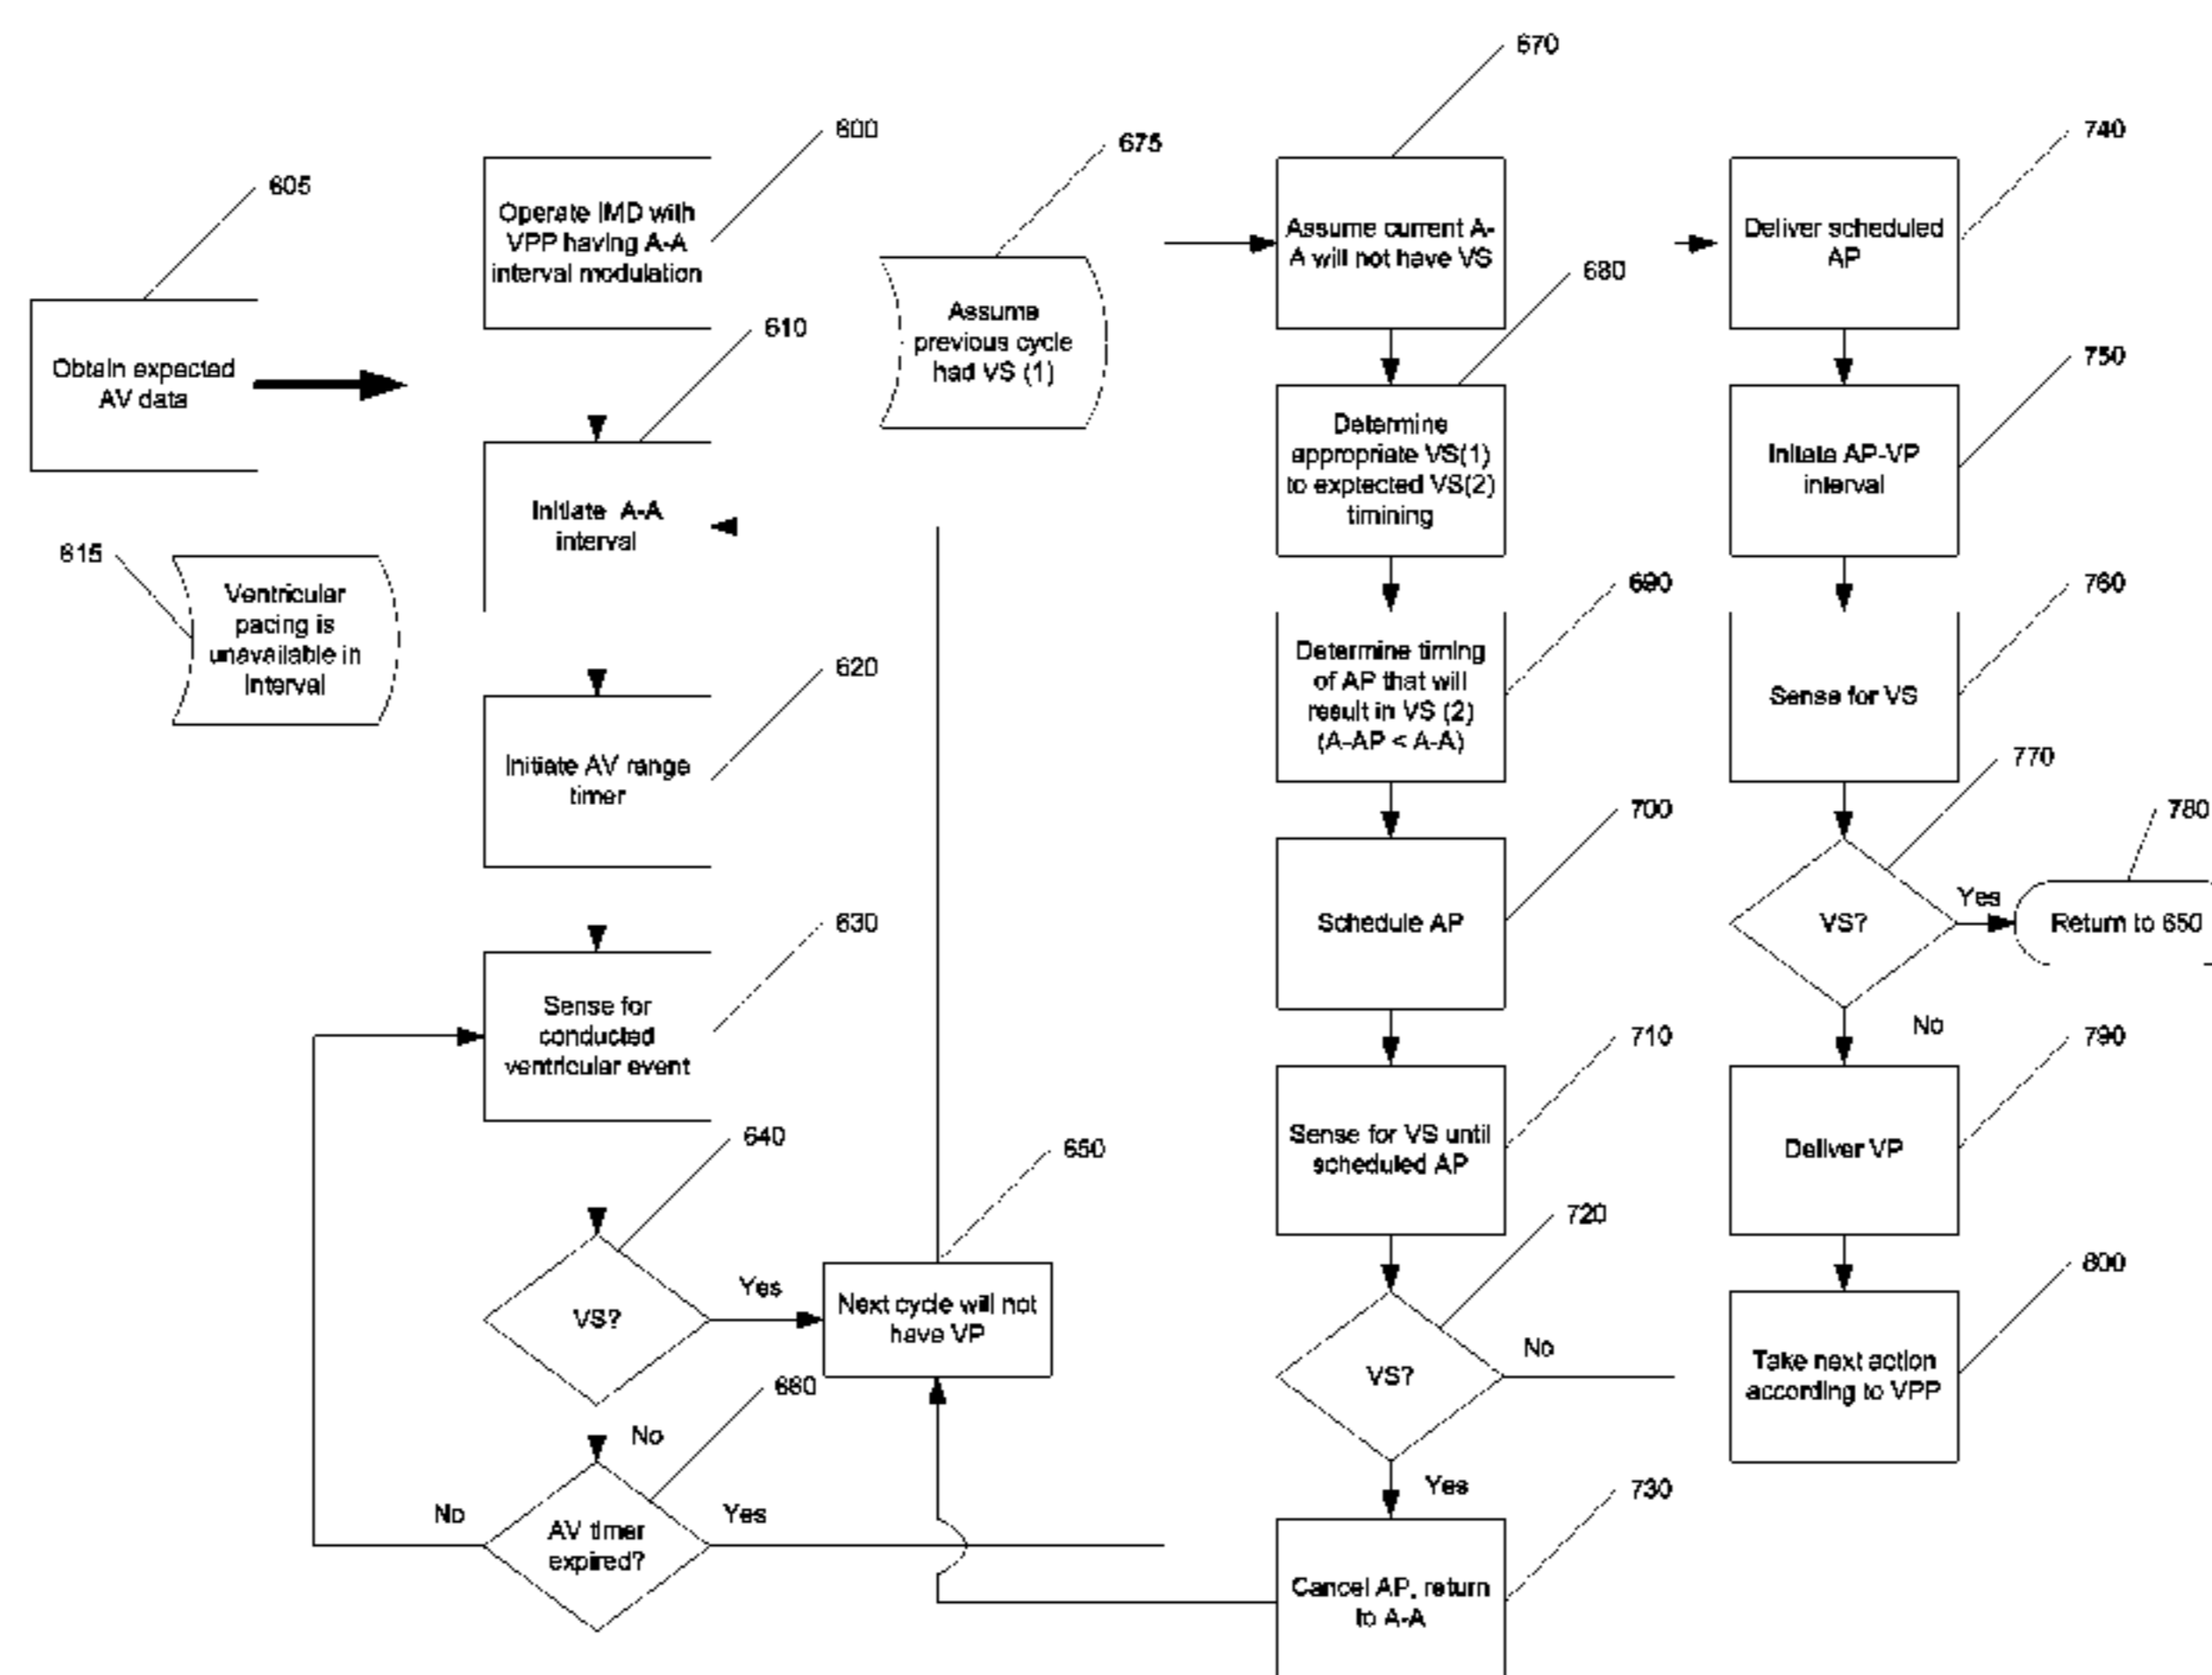 605
Obtain expected
AV data
600
Operate IMD with
VPP having A-A
interval modulation
610
Initiate A-A
interval
615
Ventricular
pacing is
unavailable in
Interval
620
Initiate AV range
timer
630
Sense for
conducted
ventricular event
640
VS?
Yes
No
650
Next cycle will not
have VP
660
AV timer
expired?
No
Yes
675
Assume
previous cycle
had VS (1)
670
Assume current A-
A will not have VS
680
Determine
appropriate VS(1)
to exptected VS(2)
timining
690
Determine timing
of AP that will
result in VS (2)
(A-AP < A-A)
700
Schedule AP
710
Sense for VS until
scheduled AP
720
VS?
No
Yes
730
Cancel AP, return
to A-A
740
Deliver scheduled
AP
750
Initate AP-VP
interval
760
Sense for VS
770
VS?
Yes
No
780
Return to 650
790
Deliver VP
800
Take next action
according to VPP